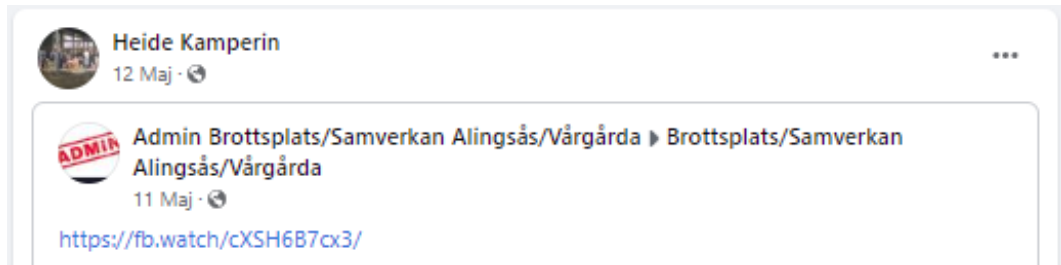 Heide Kamperin
12 Maj ·
...
ADMIN
Admin Brottsplats/Samverkan Alingsås/Vårgårda ▸ Brottsplats/Samverkan
Alingsås/Vårgårda
11 Maj ·
https://fb.watch/cXSH6B7cx3/